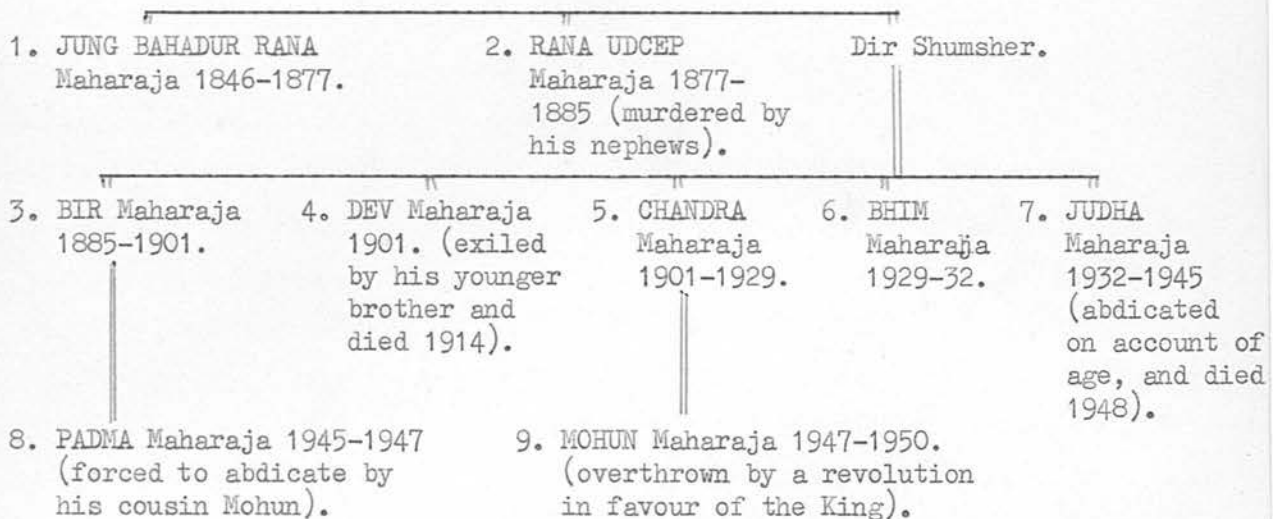 1. JUNG BAHADUR RANA
Maharaja 1846-1877.
2. RANA UDCEP
Maharaja 1877-
1885 (murdered by
his nephews).
Dir Shumsher.
3. BIR Maharaja
1885-1901.
4. DEV Maharaja
1901. (exiled
by his younger
brother and
died 1914).
5. CHANDRA
Maharaja
1901-1929.
6. BHIM
Maharaja
1929-32.
7. JUDHA
Maharaja
1932-1945
(abdicated
on account of
age, and died
1948).
8. PADMA Maharaja 1945-1947
(forced to abdicate by
his cousin Mohun).
9. MOHUN Maharaja 1947-1950.
(overthrown by a revolution
in favour of the King).